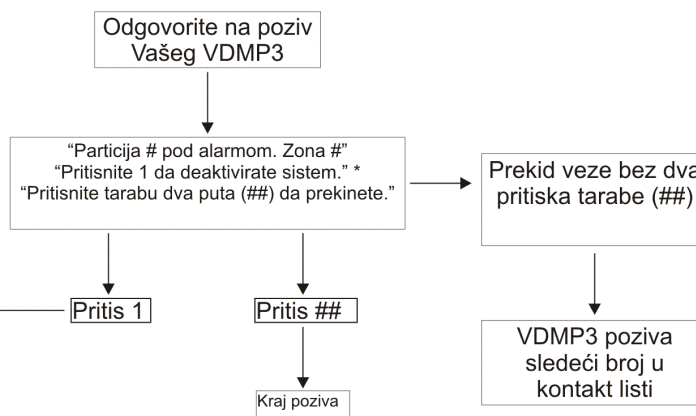 Odgovorite na poziv
Vašeg VDMP3
“Particija # pod alarmom. Zona #”
“Pritisnite 1 da deaktivirate sistem.” *
“Pritisnite tarabu dva puta (##) da prekinete.”
Prekid veze bez dva
pritiska tarabe (##)
Pritis 1
Pritis ##
VDMP3 poziva
sledeći broj u
kontakt listi
Kraj poziva